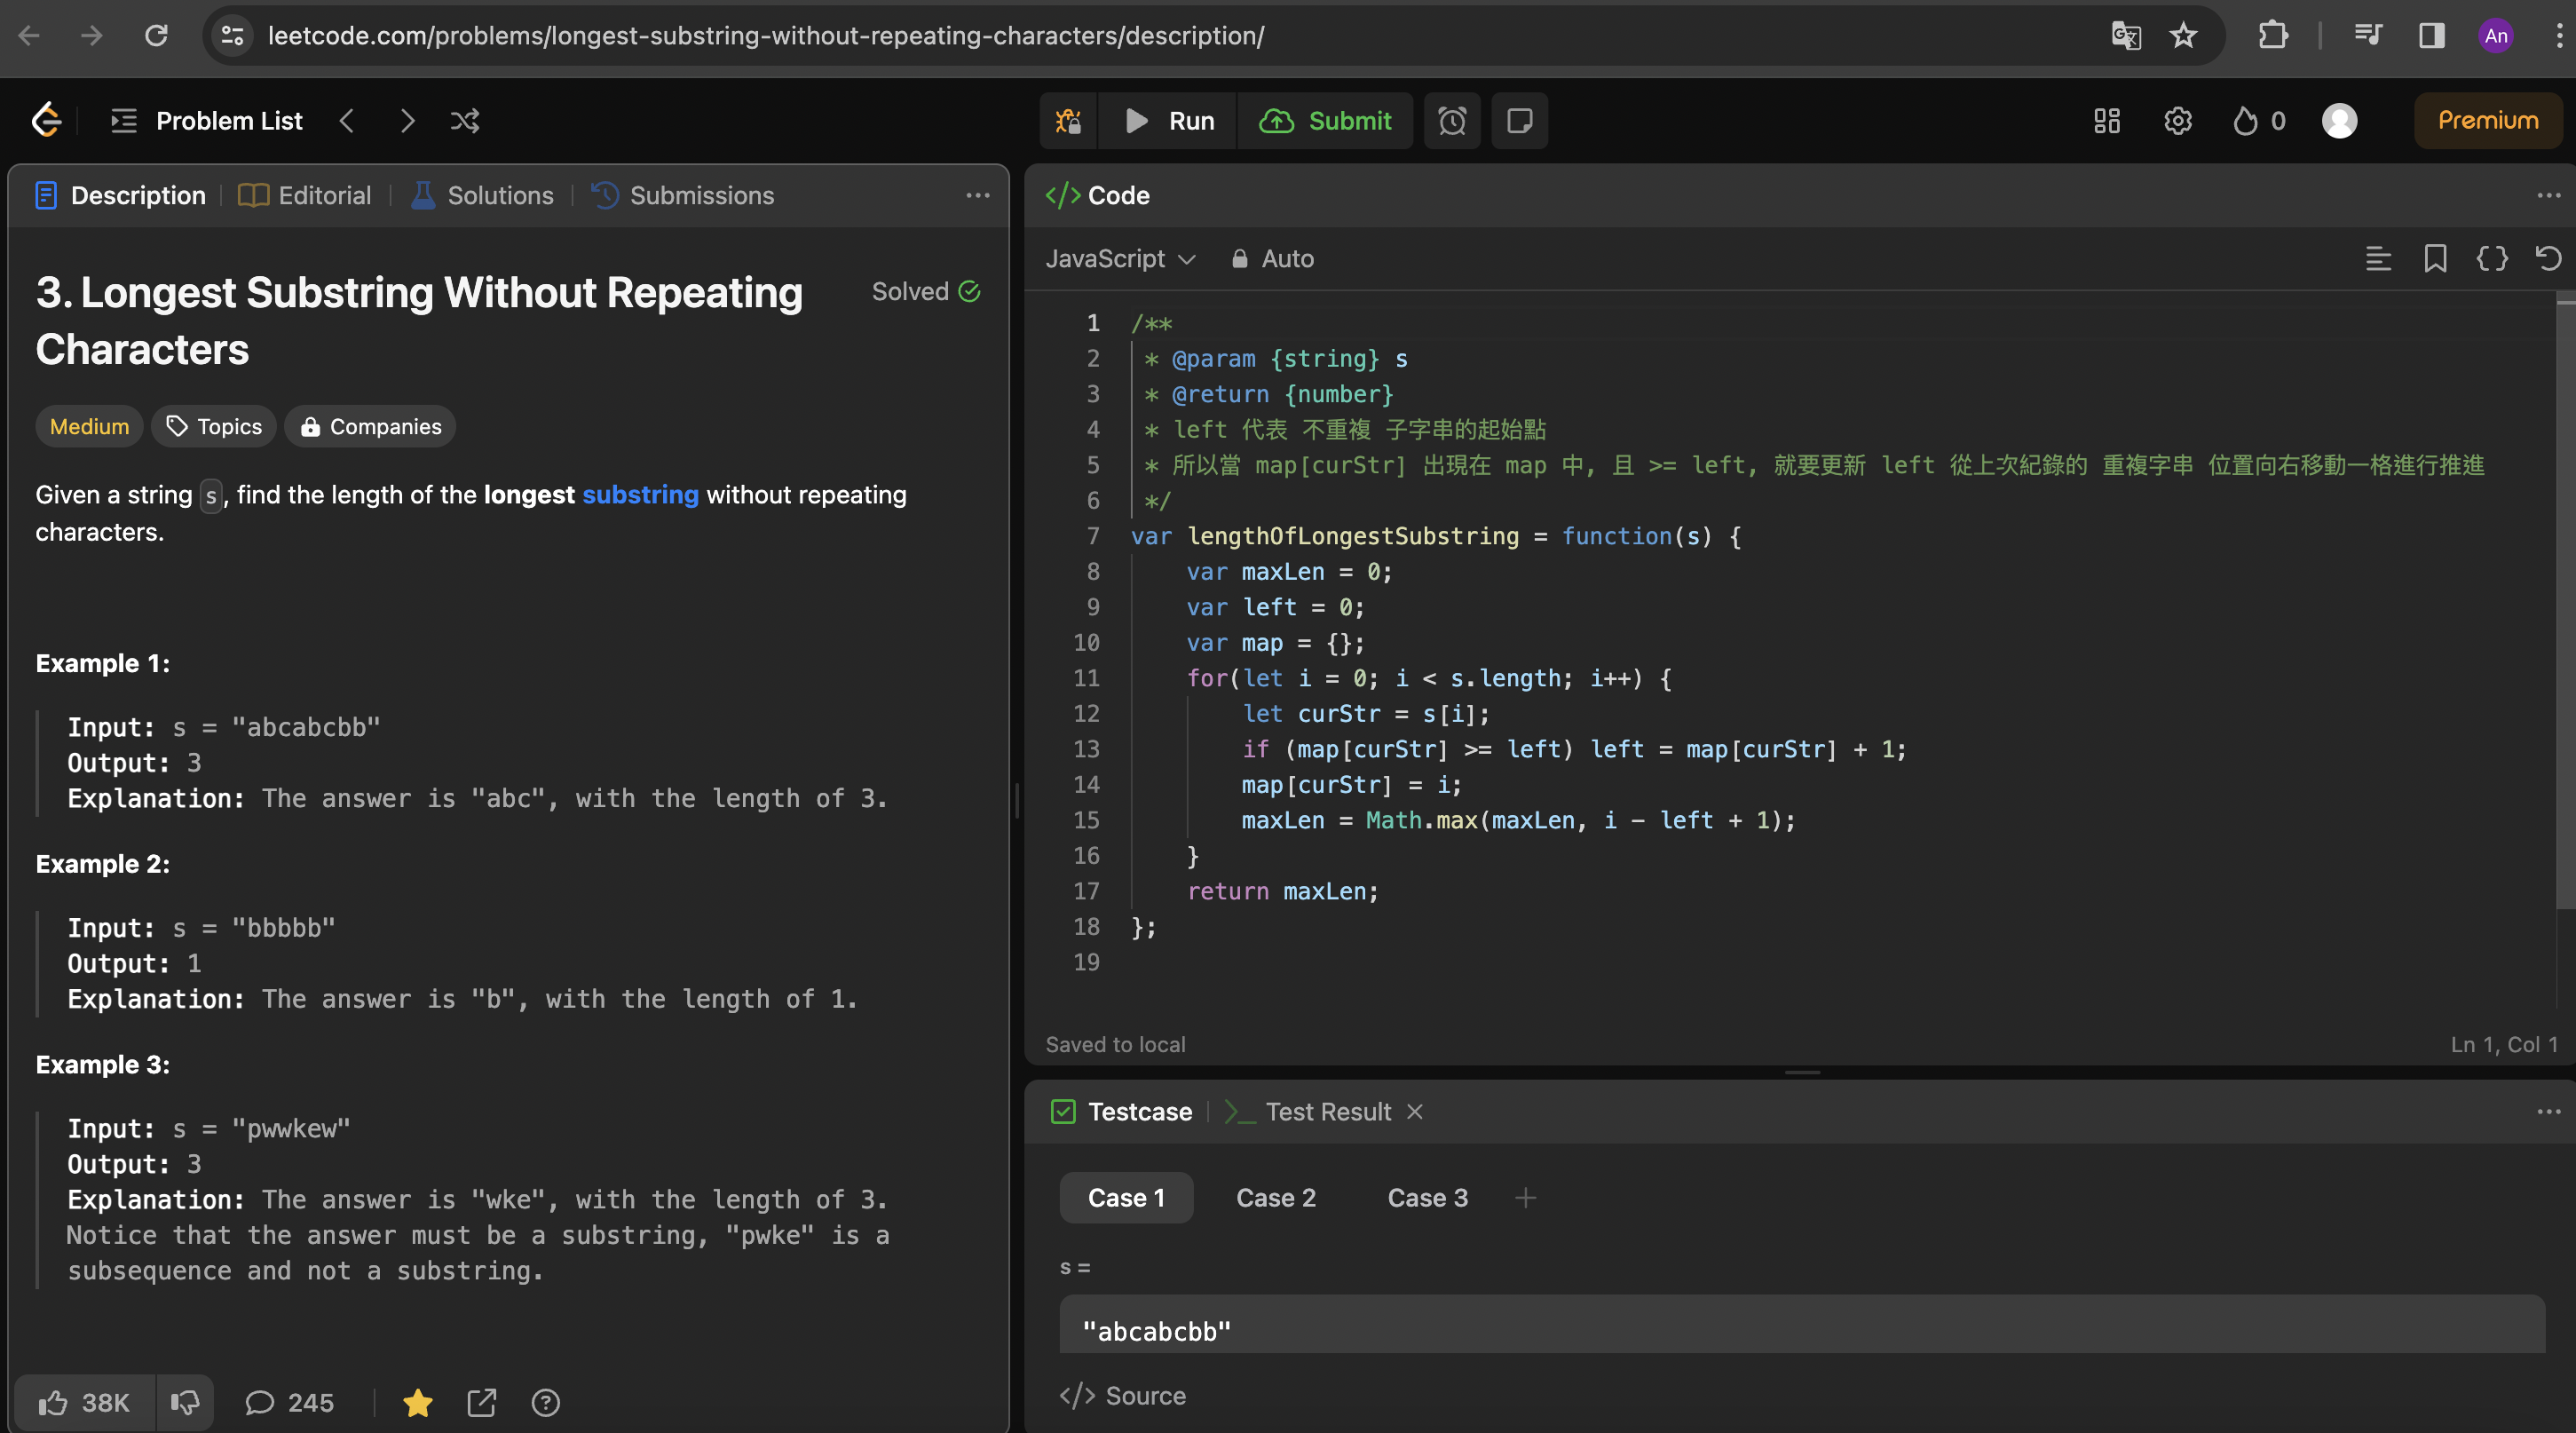 leetcode.com/problems/longest-substring-without-repeating-characters/description/
An
Problem List
Run
Submit
0
Premium
Description
Editorial
Solutions
Submissions
3. Longest Substring Without Repeating
Characters
Solved
Medium
Topics
Companies
Given a string s, find the length of the longest substring without repeating
characters.
Example 1:
Input: s = "abcabcbb"
Output: 3
Explanation: The answer is "abc", with the length of 3.
Example 2:
Input: s = "bbbbb"
Output: 1
Explanation: The answer is "b", with the length of 1.
Example 3:
Input: s = "pwwkew"
Output: 3
Explanation: The answer is "wke", with the length of 3.
Notice that the answer must be a substring, "pwke" is a
subsequence and not a substring.
38K
245
</> Code
JavaScript
Auto
1 /**
2 * @param {string} s
3 * @return {number}
4 * left 代表 不重複 子字串的起始點
5 * 所以當 map[curStr] 出現在 map 中, 且 >= left, 就要更新 left 從上次紀錄的 重複字串 位置向右移動一格進行推進
6 */
7 var lengthOfLongestSubstring = function(s) {
8 var maxLen = 0;
9 var left = 0;
10 var map = {};
11 for(let i = 0; i < s.length; i++) {
12 let curStr = s[i];
13 if (map[curStr] >= left) left = map[curStr] + 1;
14 map[curStr] = i;
15 maxLen = Math.max(maxLen, i - left + 1);
16 }
17 return maxLen;
18 };
19
Saved to local
Ln 1, Col 1
Testcase
Test Result
Case 1
Case 2
Case 3
s =
"abcabcbb"
</> Source